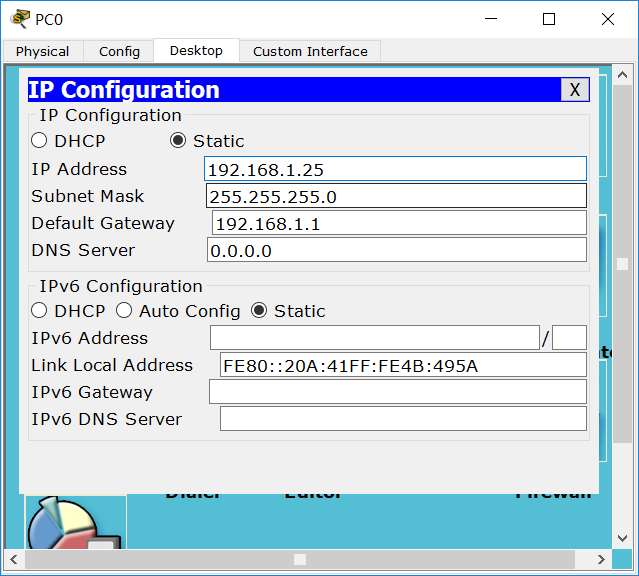 PC0
Physical Config Desktop Custom Interface
IP Configuration X
IP Configuration
DHCP Static
IP Address 192.168.1.25
Subnet Mask 255.255.255.0
Default Gateway 192.168.1.1
DNS Server 0.0.0.0
IPv6 Configuration
DHCP Auto Config Static
IPv6 Address /
Link Local Address FE80::20A:41FF:FE4B:495A
IPv6 Gateway
IPv6 DNS Server
Dialer Editor Firewall